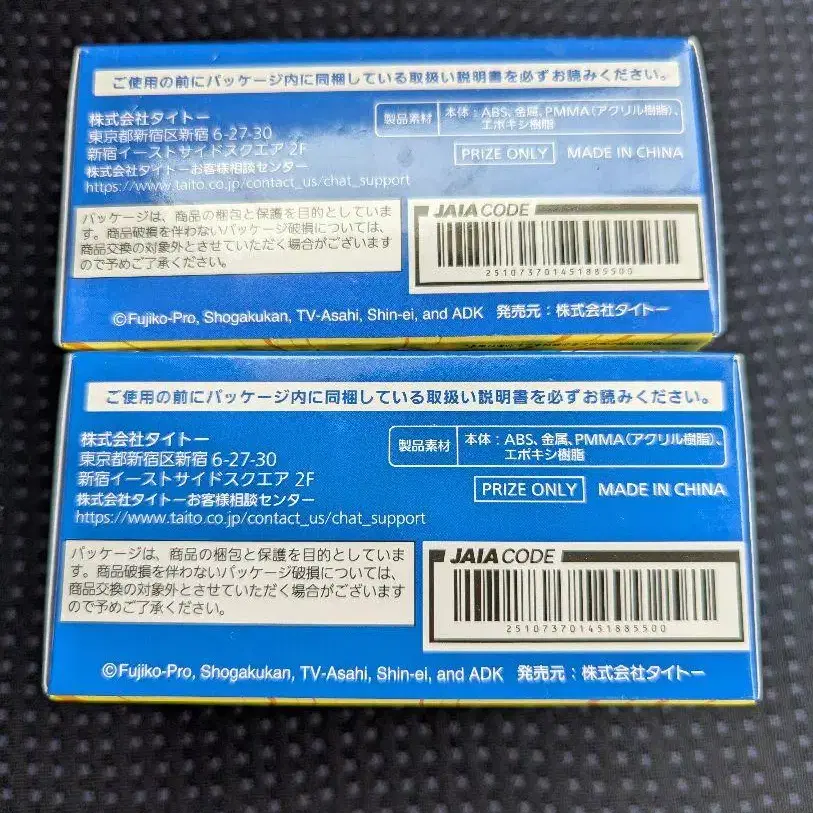 ご使用の前にパッケージ内に同梱している取扱い説明書を必ずお読みください。
株式会社タイトー
東京都新宿区新宿 6-27-30
新宿イーストサイドスクエア 2F
株式会社タイトーお客様相談センター
https://www.taito.co.jp/contact_us/chat_support
製品素材 本体：ABS、金属、PMMA（アクリル樹脂）、
エポキシ樹脂
PRIZE ONLY MADE IN CHINA
パッケージは、商品の梱包と保護を目的としていま
す。商品破損を伴わないパッケージ破損については、
商品交換の対象外とさせていただく場合がございます
ので予めご了承ください。
JAIA CODE
251073701451885500
©Fujiko-Pro, Shogakukan, TV-Asahi, Shin-ei, and ADK 発売元：株式会社タイトー
ご使用の前にパッケージ内に同梱している取扱い説明書を必ずお読みください。
株式会社タイトー
東京都新宿区新宿 6-27-30
新宿イーストサイドスクエア 2F
株式会社タイトーお客様相談センター
https://www.taito.co.jp/contact_us/chat_support
製品素材 本体：ABS、金属、PMMA（アクリル樹脂）、
エポキシ樹脂
PRIZE ONLY MADE IN CHINA
パッケージは、商品の梱包と保護を目的としていま
す。商品破損を伴わないパッケージ破損については、
商品交換の対象外とさせていただく場合がございます
ので予めご了承ください。
JAIA CODE
251073701451885500
©Fujiko-Pro, Shogakukan, TV-Asahi, Shin-ei, and ADK 発売元：株式会社タイトー